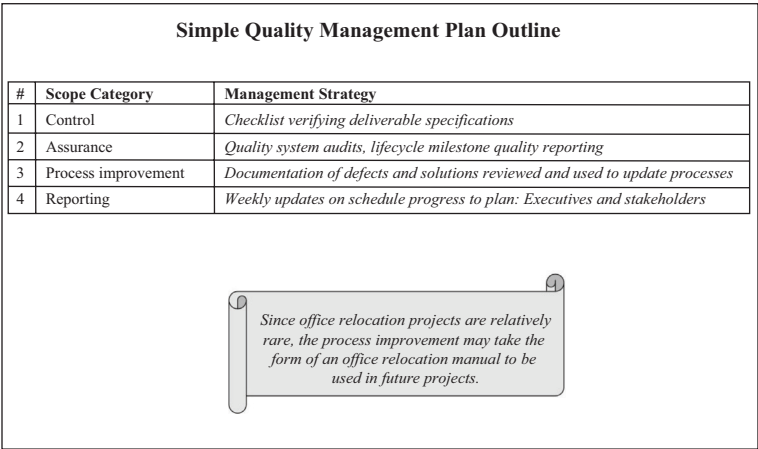 Simple Quality Management Plan Outline
# Scope Category Management Strategy
1 Control Checklist verifying deliverable specifications
2 Assurance Quality system audits, lifecycle milestone quality reporting
3 Process improvement Documentation of defects and solutions reviewed and used to update processes
4 Reporting Weekly updates on schedule progress to plan: Executives and stakeholders
Since office relocation projects are relatively
rare, the process improvement may take the
form of an office relocation manual to be
used in future projects.